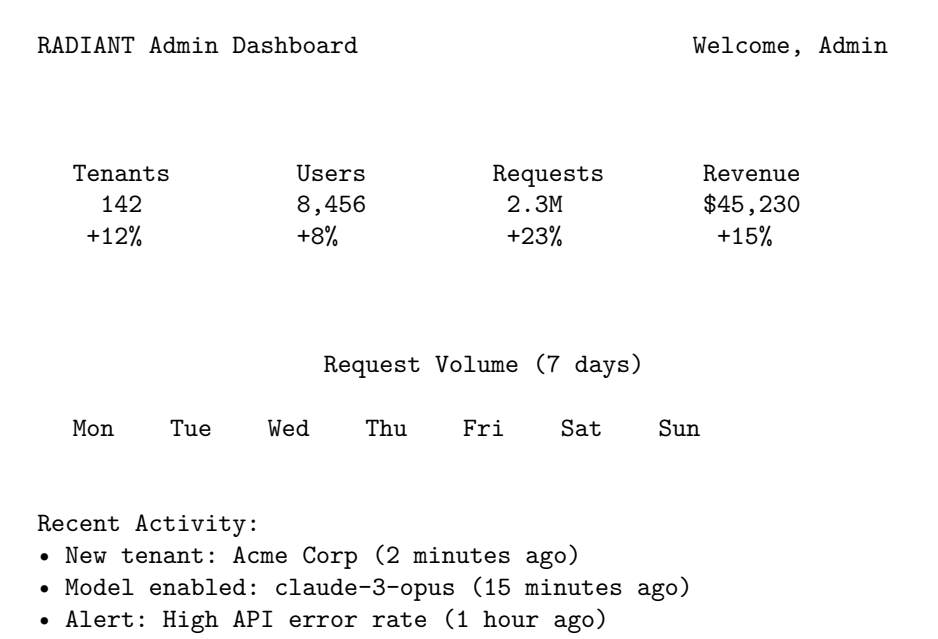 RADIANT Admin Dashboard Welcome, Admin
Tenants Users Requests Revenue
142 8,456 2.3M $45,230
+12% +8% +23% +15%
Request Volume (7 days)
Mon Tue Wed Thu Fri Sat Sun
Recent Activity:
• New tenant: Acme Corp (2 minutes ago)
• Model enabled: claude-3-opus (15 minutes ago)
• Alert: High API error rate (1 hour ago)